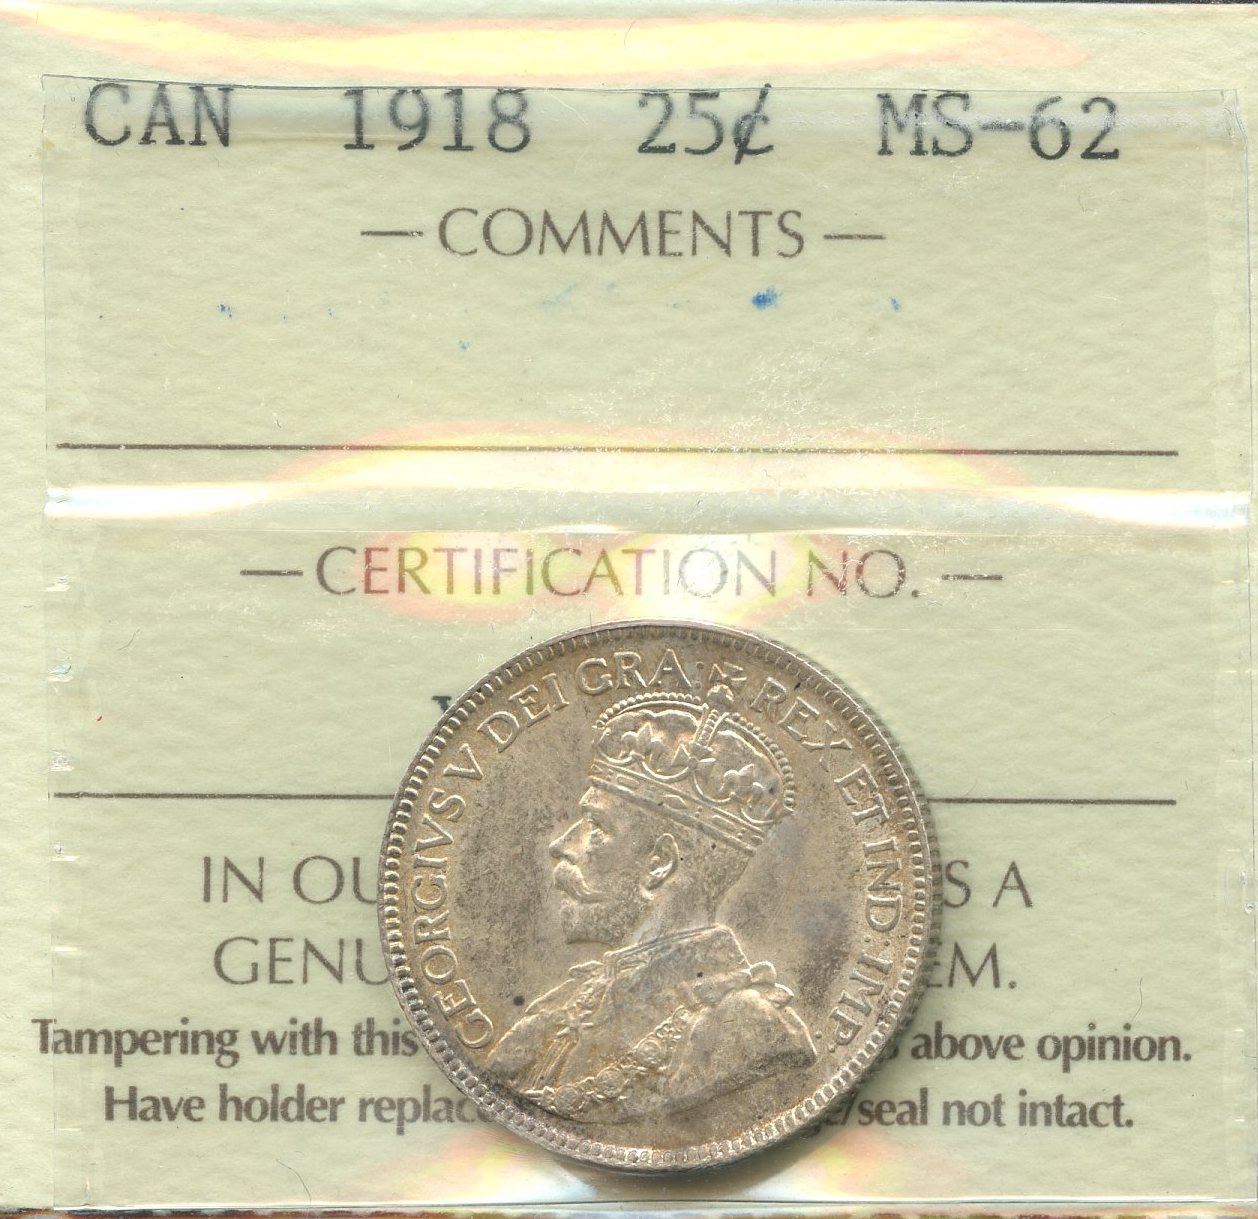 CAN 1918 25¢ MS-62
— COMMENTS —
— CERTIFICATION NO. —
GEORGIVS V DEI GRA: REX ET IND: IMP:
IN OU S A
GENU EM.
Tampering with this above opinion.
Have holder replac e/seal not intact.